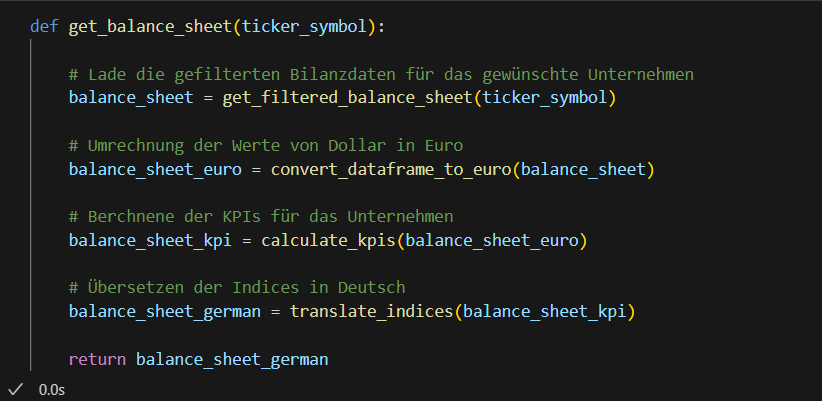 def get_balance_sheet(ticker_symbol):
# Lade die gefilterten Bilanzdaten für das gewünschte Unternehmen
balance_sheet = get_filtered_balance_sheet(ticker_symbol)
# Umrechnung der Werte von Dollar in Euro
balance_sheet_euro = convert_dataframe_to_euro(balance_sheet)
# Berchnene der KPIs für das Unternehmen
balance_sheet_kpi = calculate_kpis(balance_sheet_euro)
# Übersetzen der Indices in Deutsch
balance_sheet_german = translate_indices(balance_sheet_kpi)
return balance_sheet_german
0.0s